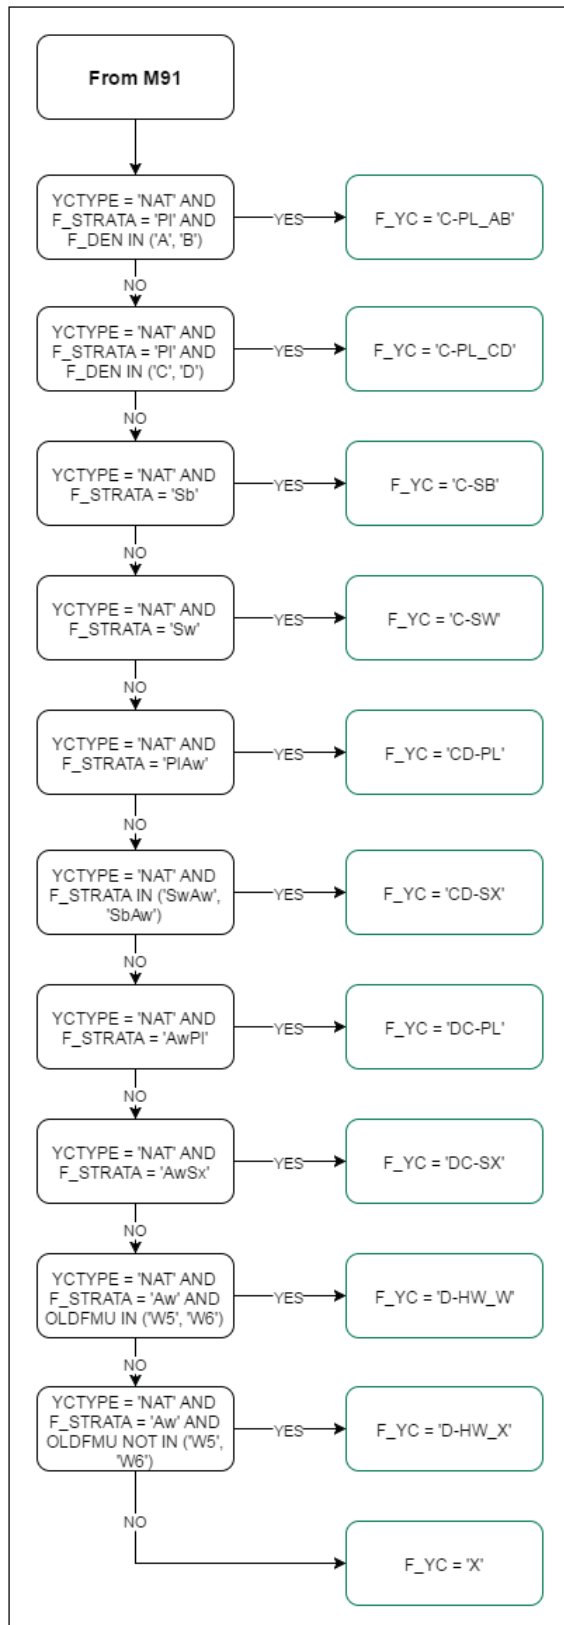 From M91
YCTYPE = 'NAT' AND
F_STRATA = 'Pl' AND
F_DEN IN ('A', 'B')
YES
F_YC = 'C-PL_AB'
NO
YCTYPE = 'NAT' AND
F_STRATA = 'Pl' AND
F_DEN IN ('C', 'D')
YES
F_YC = 'C-PL_CD'
NO
YCTYPE = 'NAT' AND
F_STRATA = 'Sb'
YES
F_YC = 'C-SB'
NO
YCTYPE = 'NAT' AND
F_STRATA = 'Sw'
YES
F_YC = 'C-SW'
NO
YCTYPE = 'NAT' AND
F_STRATA = 'PlAw'
YES
F_YC = 'CD-PL'
NO
YCTYPE = 'NAT' AND
F_STRATA IN ('SwAw',
'SbAw')
YES
F_YC = 'CD-SX'
NO
YCTYPE = 'NAT' AND
F_STRATA = 'AwPl'
YES
F_YC = 'DC-PL'
NO
YCTYPE = 'NAT' AND
F_STRATA = 'AwSx'
YES
F_YC = 'DC-SX'
NO
YCTYPE = 'NAT' AND
F_STRATA = 'Aw' AND
OLDFMU IN ('W5', 'W6')
YES
F_YC = 'D-HW_W'
NO
YCTYPE = 'NAT' AND
F_STRATA = 'Aw' AND
OLDFMU NOT IN ('W5',
'W6')
YES
F_YC = 'D-HW_X'
NO
F_YC = 'X'